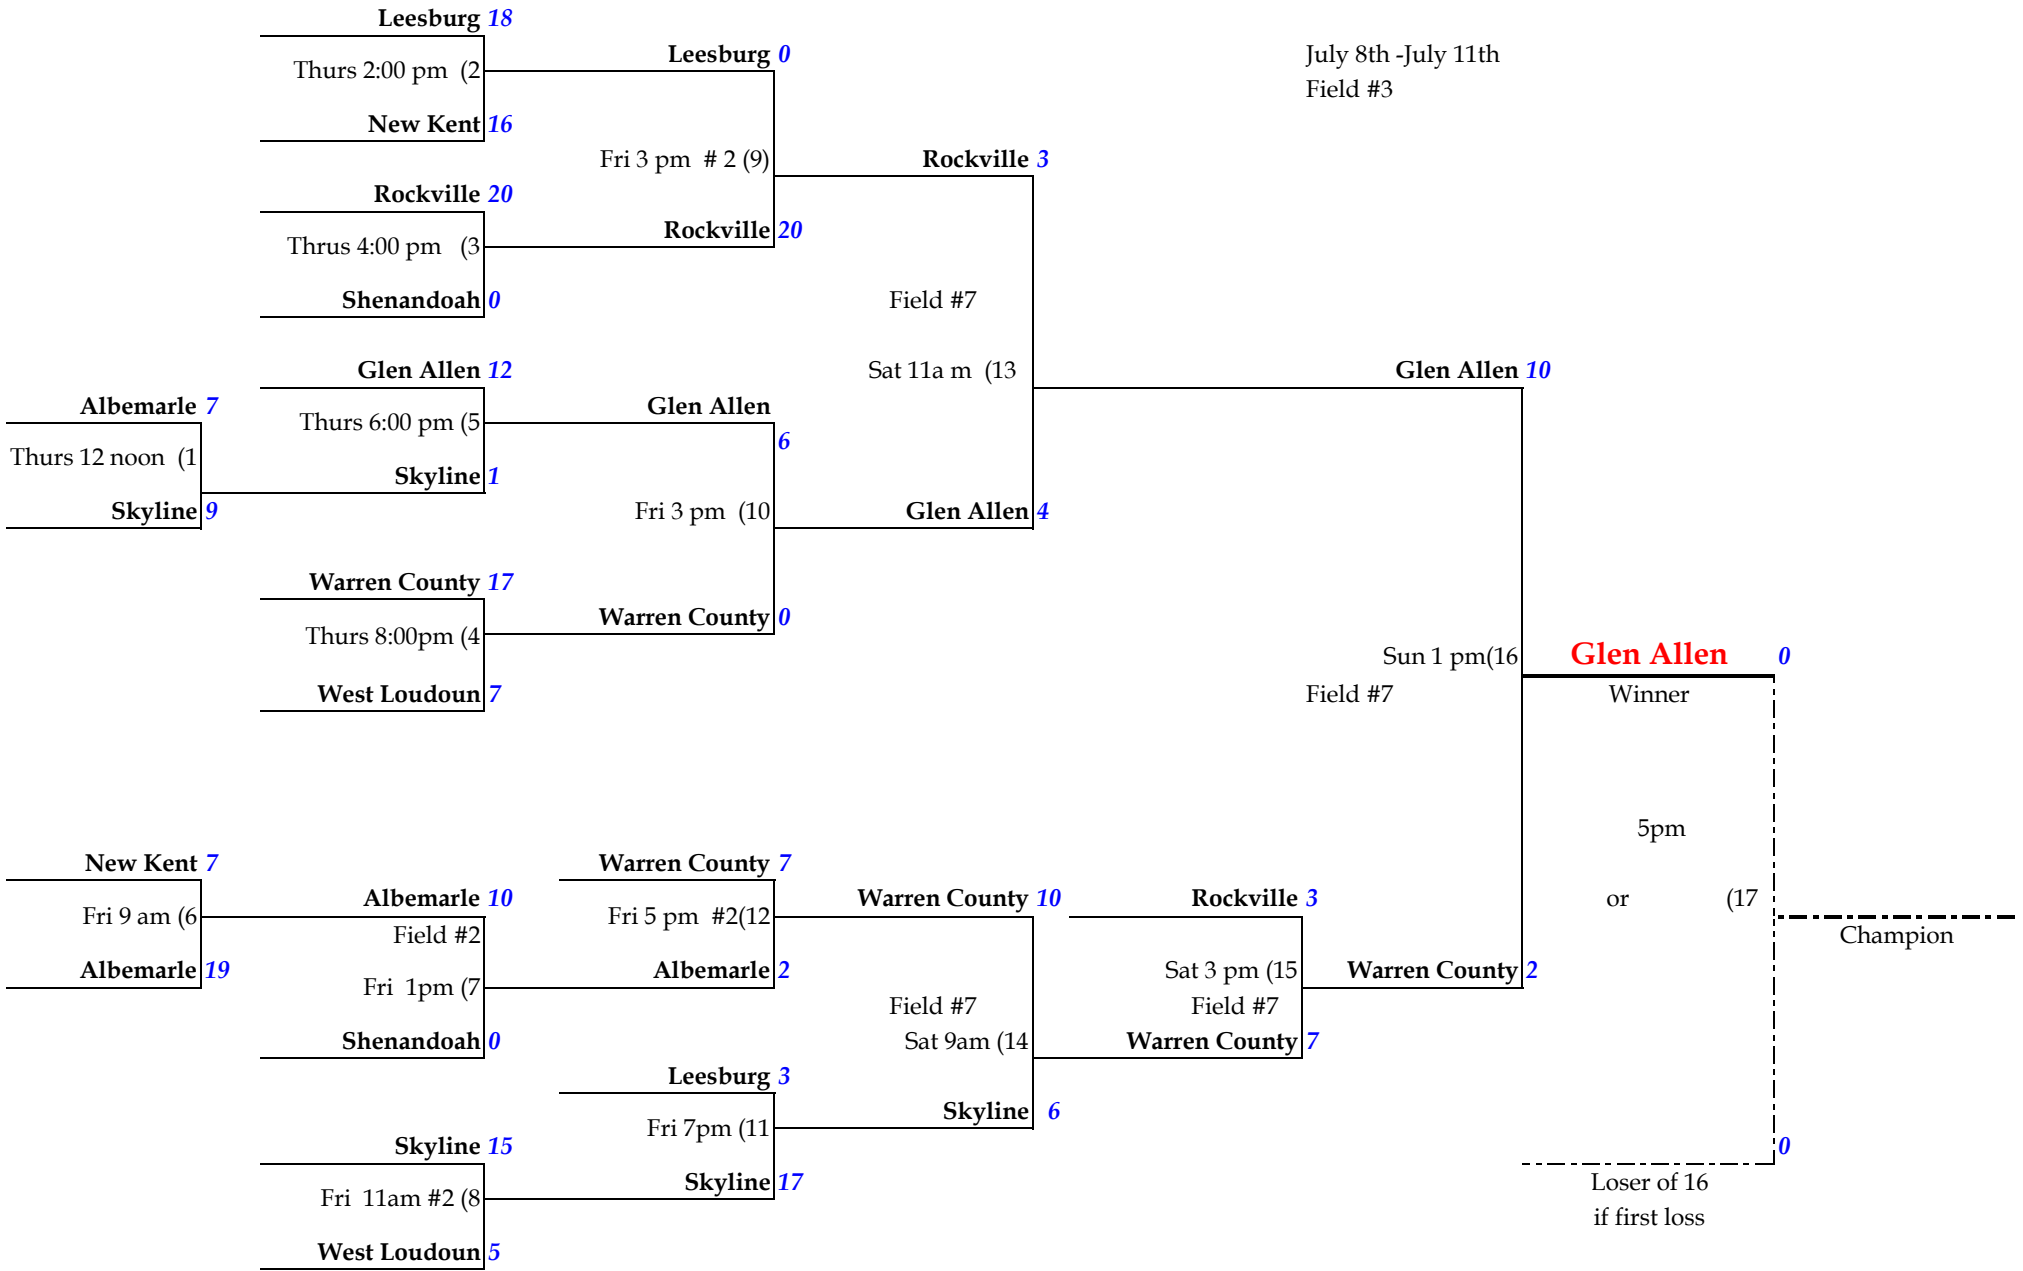 Leesburg 18
Thurs 2:00 pm (2
New Kent 16
Leesburg 0
Fri 3 pm # 2 (9)
Rockville 20
Rockville 20
Thrus 4:00 pm (3
Shenandoah 0
July 8th -July 11th
Field #3
Rockville 3
Field #7
Sat 11a m (13
Glen Allen 4
Albemarle 7
Thurs 12 noon (1
Skyline 9
Glen Allen 12
Thurs 6:00 pm (5
Skyline 1
Glen Allen
6
Fri 3 pm (10
Warren County 0
Warren County 17
Thurs 8:00pm (4
West Loudoun 7
Glen Allen 10
Sun 1 pm(16
Field #7
Glen Allen 0
Winner
5pm
or (17
Champion
New Kent 7
Fri 9 am (6
Albemarle 19
Albemarle 10
Field #2
Fri 1pm (7
Shenandoah 0
Warren County 7
Fri 5 pm #2(12
Albemarle 2
Warren County 10
Field #7
Sat 9am (14
Skyline 6
Rockville 3
Sat 3 pm (15
Field #7
Warren County 7
Warren County 2
Leesburg 3
Fri 7pm (11
Skyline 17
Skyline 15
Fri 11am #2 (8
West Loudoun 5
0
Loser of 16
if first loss